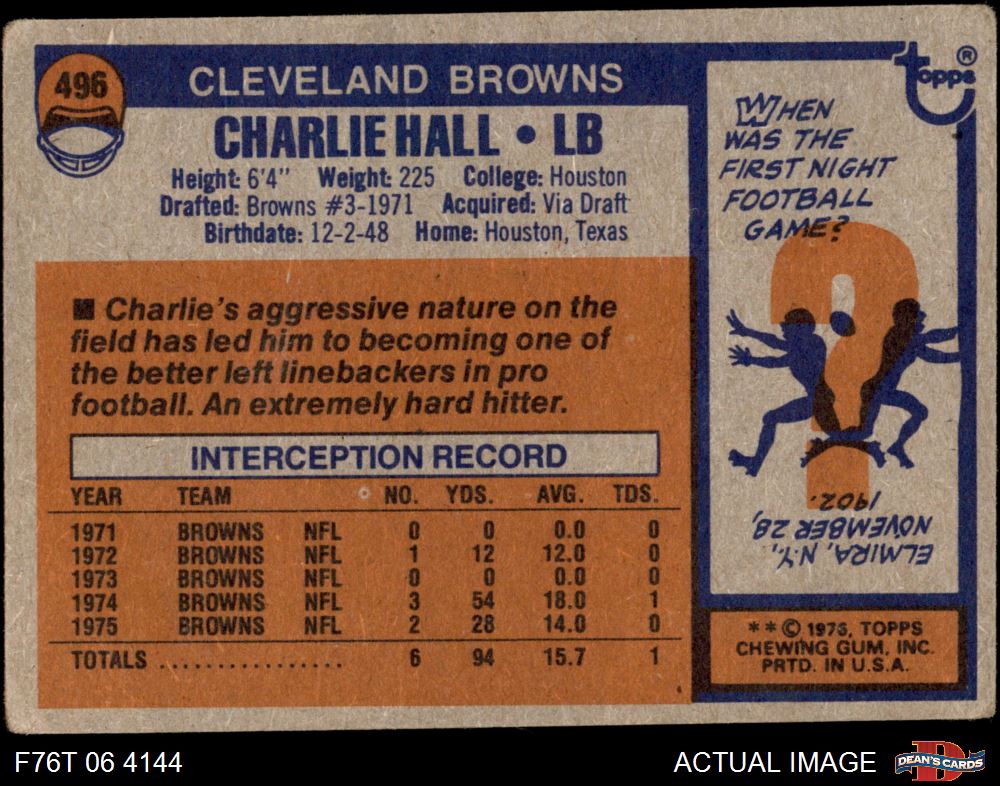 496
CLEVELAND BROWNS
CHARLIE HALL • LB
Height: 6'4" Weight: 225 College: Houston
Drafted: Browns #3-1971 Acquired: Via Draft
Birthdate: 12-2-48 Home: Houston, Texas
Charlie's aggressive nature on the
field has led him to becoming one of
the better left linebackers in pro
football. An extremely hard hitter.
INTERCEPTION RECORD
YEAR TEAM NO. YDS. AVG. TDS.
1971 BROWNS NFL 0 0 0.0 0
1972 BROWNS NFL 1 12 12.0 0
1973 BROWNS NFL 0 0 0.0 0
1974 BROWNS NFL 3 54 18.0 1
1975 BROWNS NFL 2 28 14.0 0
TOTALS ................ 6 94 15.7 1
topps®
WHEN
WAS THE
FIRST NIGHT
FOOTBALL
GAME?
?
ELMIRA, N.Y.,
NOVEMBER 28,
1902.
**© 1976, TOPPS
CHEWING GUM, INC.
PRTD. IN U.S.A.
F76T 06 4144
ACTUAL IMAGE
D
DEAN'S CARDS